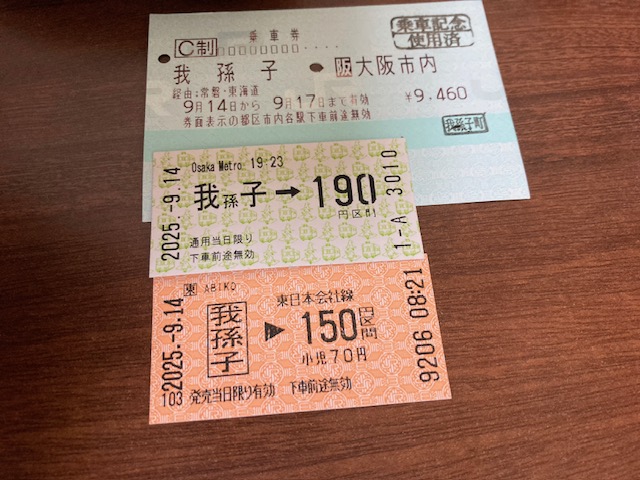 乗車券
C制
乗車記念
使用済
我孫子 阪大阪市内
経由:常磐・東海道
9月14日から 9月17日まで有効 ¥9.460
券面表示の都区市内各駅下車前途無効
我孫子町
2025.-9.14
Osaka Metro 19:23
我孫子→190
円区間
通用当日限り
下車前途無効
1-A 3010
2025.-9.14
東 ABIKO
東日本会社線
我孫子 ▶ 150円区間
小児70円
103 発売当日限り有効 下車前途無効
9206 08:21